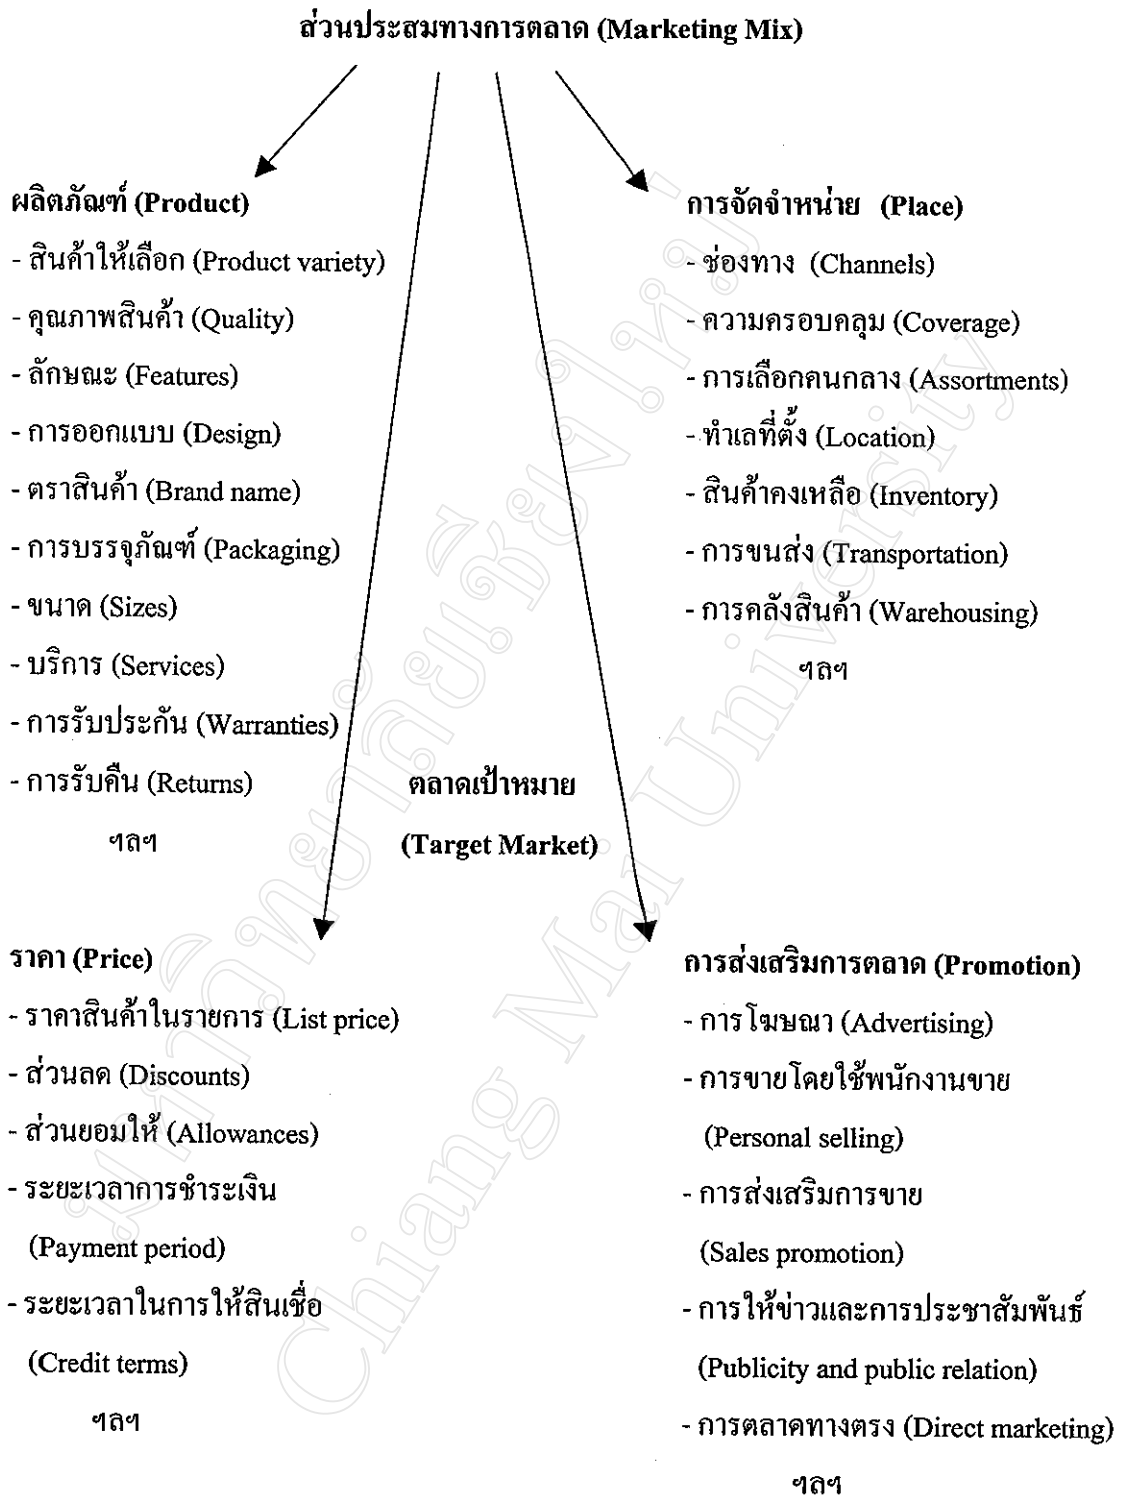 ส่วนประสมทางการตลาด (Marketing Mix)
ผลิตภัณฑ์ (Product)
- สินค้าให้เลือก (Product variety)
- คุณภาพสินค้า (Quality)
- ลักษณะ (Features)
- การออกแบบ (Design)
- ตราสินค้า (Brand name)
- การบรรจุภัณฑ์ (Packaging)
- ขนาด (Sizes)
- บริการ (Services)
- การรับประกัน (Warranties)
- การรับคืน (Returns)
ฯลฯ
การจัดจำหน่าย (Place)
- ช่องทาง (Channels)
- ความครอบคลุม (Coverage)
- การเลือกคนกลาง (Assortments)
- ทำเลที่ตั้ง (Location)
- สินค้าคงเหลือ (Inventory)
- การขนส่ง (Transportation)
- การคลังสินค้า (Warehousing)
ฯลฯ
ตลาดเป้าหมาย
(Target Market)
ราคา (Price)
- ราคาสินค้าในรายการ (List price)
- ส่วนลด (Discounts)
- ส่วนยอมให้ (Allowances)
- ระยะเวลาการชำระเงิน
(Payment period)
- ระยะเวลาในการให้สินเชื่อ
(Credit terms)
ฯลฯ
การส่งเสริมการตลาด (Promotion)
- การโฆษณา (Advertising)
- การขายโดยใช้พนักงานขาย
(Personal selling)
- การส่งเสริมการขาย
(Sales promotion)
- การให้ข่าวและการประชาสัมพันธ์
(Publicity and public relation)
- การตลาดทางตรง (Direct marketing)
ฯลฯ
มหาวิทยาลัยเชียงใหม่
Chiang Mai University